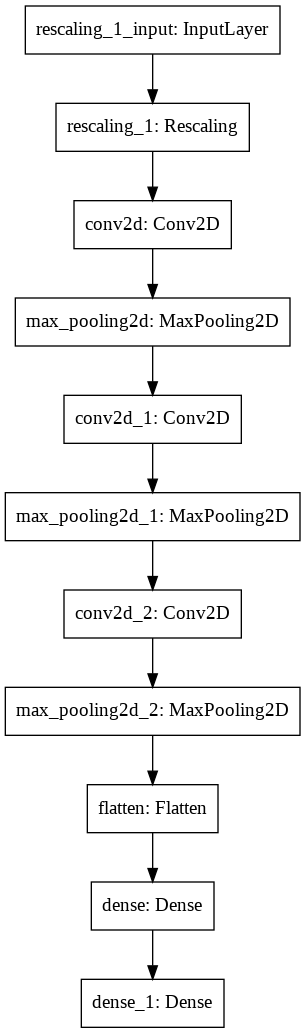 rescaling_1_input: InputLayer
rescaling_1: Rescaling
conv2d: Conv2D
max_pooling2d: MaxPooling2D
conv2d_1: Conv2D
max_pooling2d_1: MaxPooling2D
conv2d_2: Conv2D
max_pooling2d_2: MaxPooling2D
flatten: Flatten
dense: Dense
dense_1: Dense